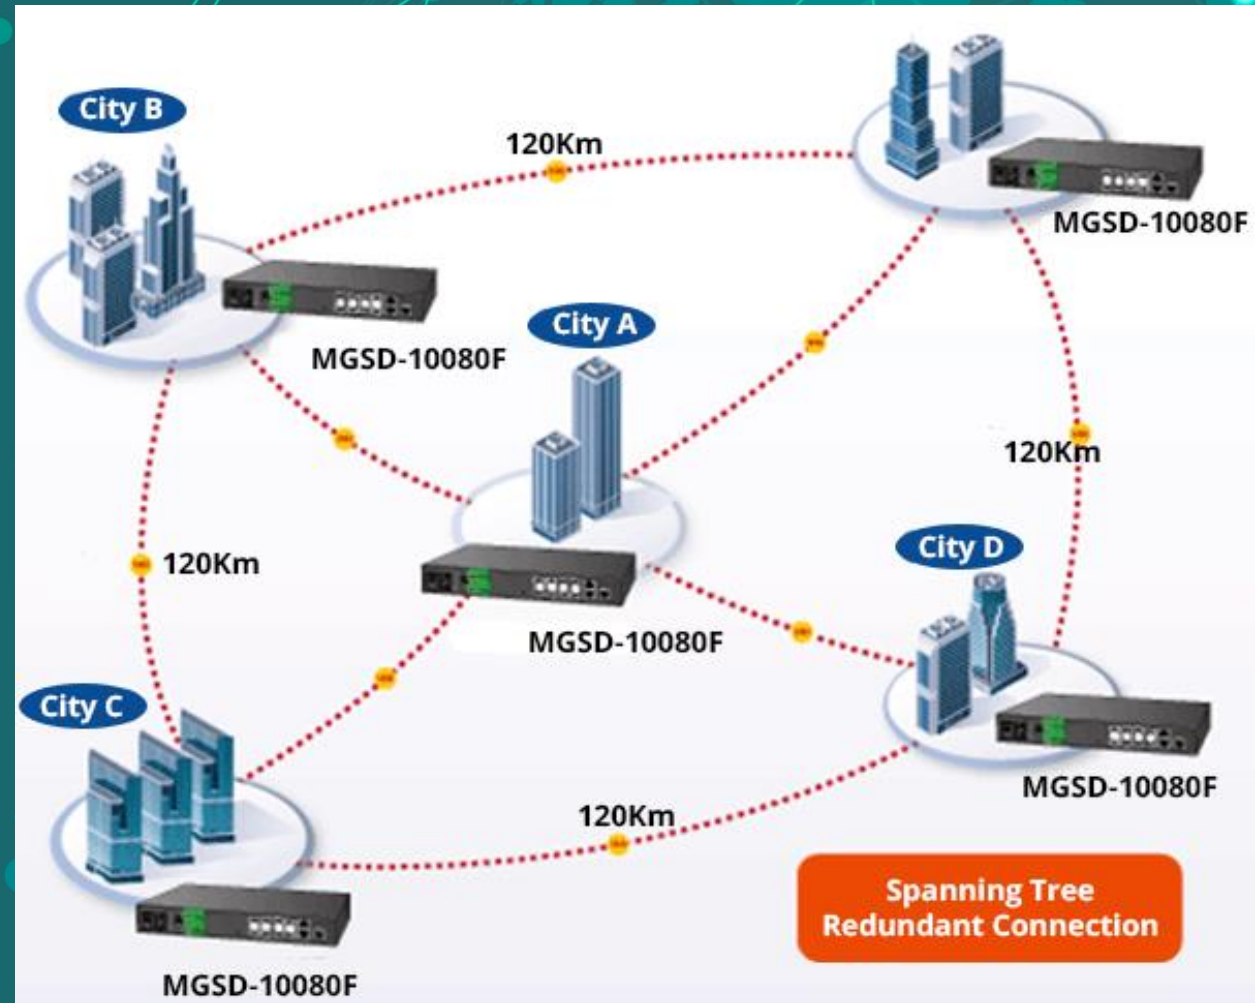 City B
120Km
MGSD-10080F
City A
MGSD-10080F
120Km
City D
120Km
MGSD-10080F
City C
MGSD-10080F
120Km
Spanning Tree
Redundant Connection
MGSD-10080F